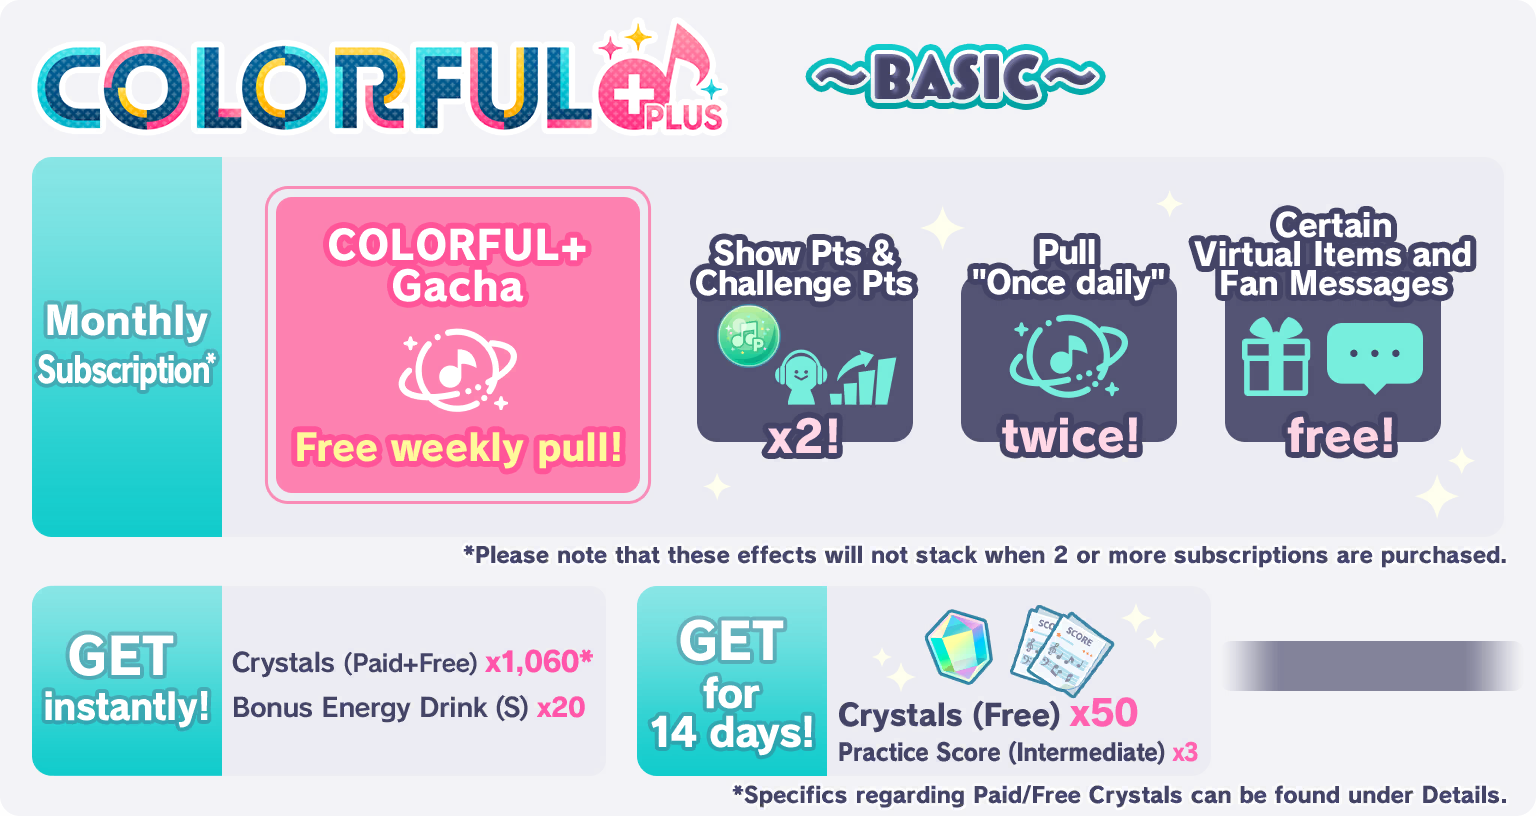 COLORFUL+
PLUS
~BASIC~
Monthly
Subscription*
COLORFUL+
Gacha
Free weekly pull!
Show Pts &
Challenge Pts
P
x2!
Pull
"Once daily"
twice!
Certain
Virtual Items and
Fan Messages
free!
*Please note that these effects will not stack when 2 or more subscriptions are purchased.
GET
instantly!
Crystals (Paid+Free) x1,060*
Bonus Energy Drink (S) x20
GET
for
14 days!
SCO
SCORE
Crystals (Free) x50
Practice Score (Intermediate) x3
*Specifics regarding Paid/Free Crystals can be found under Details.